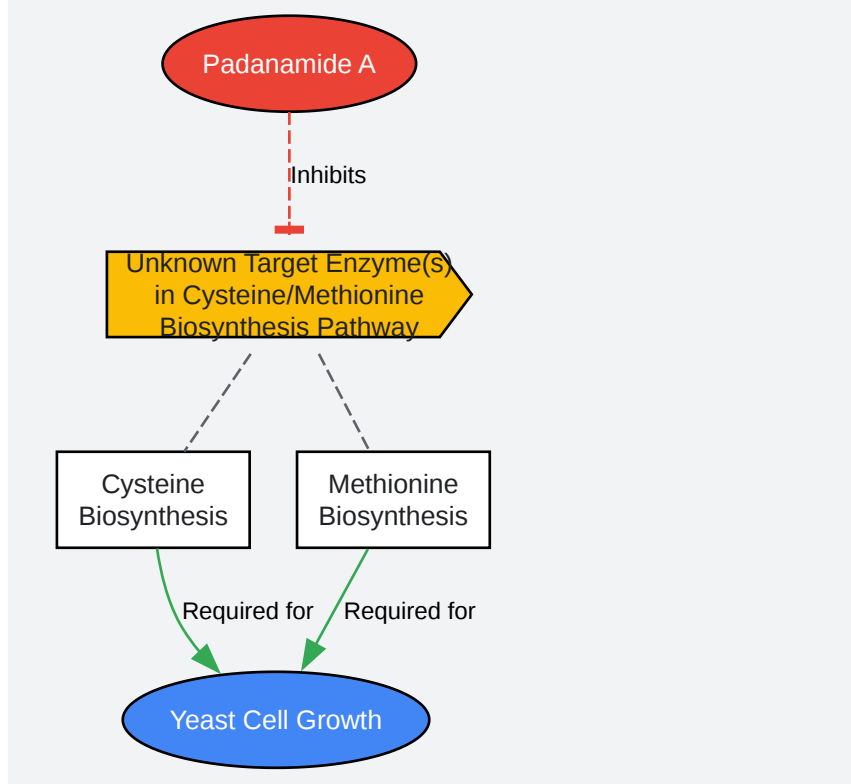 Padanamide A
Inhibits
Unknown Target Enzyme(s)
in Cysteine/Methionine
Biosynthesis Pathway
Cysteine
Biosynthesis
Methionine
Biosynthesis
Required for
Required for
Yeast Cell Growth